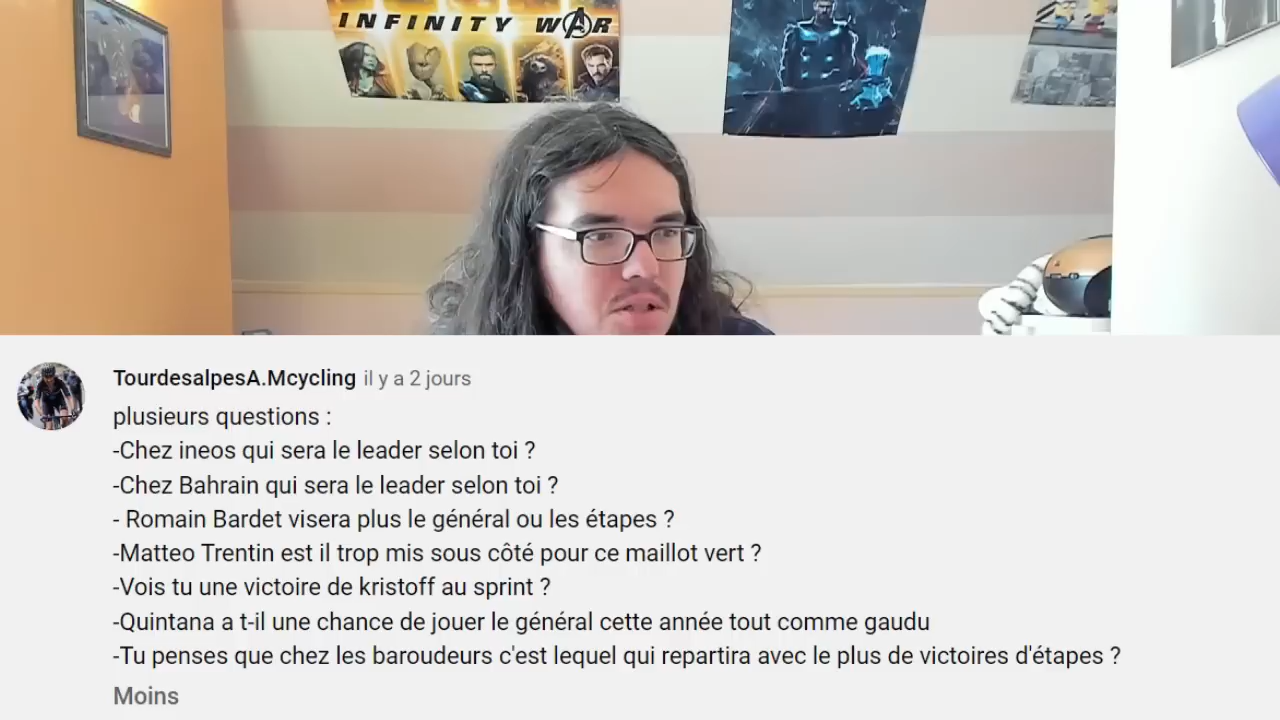 INFINITY WAR
TourdesalpesA.Mcycling il y a 2 jours
plusieurs questions :
-Chez ineos qui sera le leader selon toi ?
-Chez Bahrain qui sera le leader selon toi ?
- Romain Bardet visera plus le général ou les étapes ?
-Matteo Trentin est il trop mis sous côté pour ce maillot vert ?
-Vois tu une victoire de kristoff au sprint ?
-Quintana a t-il une chance de jouer le général cette année tout comme gaudu
-Tu penses que chez les baroudeurs c'est lequel qui repartira avec le plus de victoires d'étapes ?
Moins